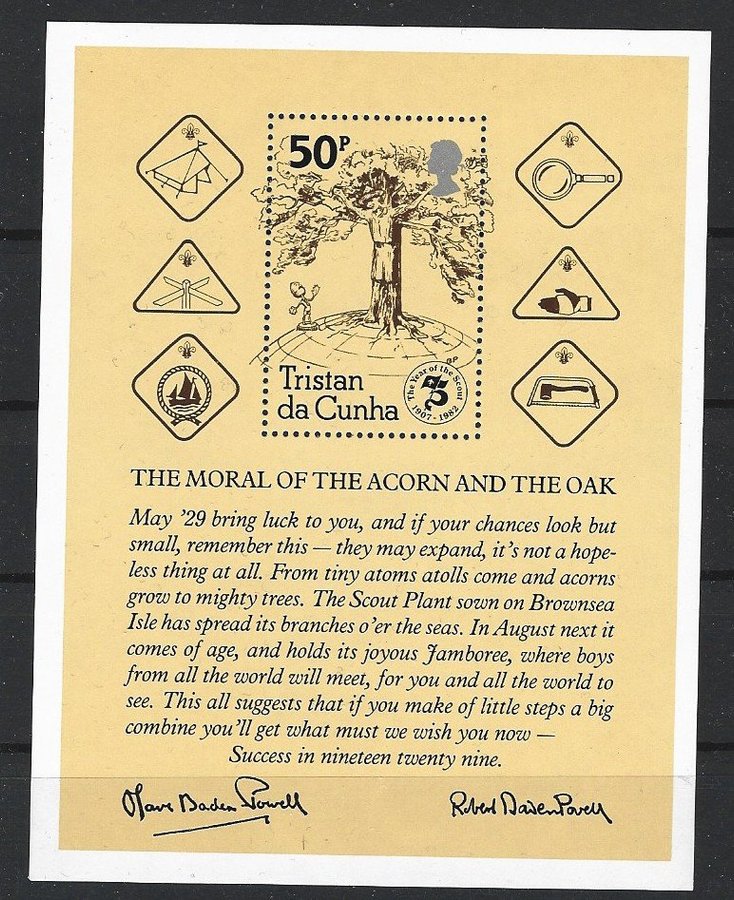 50P
Tristan
da Cunha
The Year of the Scout
75
1907 - 1982
THE MORAL OF THE ACORN AND THE OAK
May ’29 bring luck to you, and if your chances look but
small, remember this — they may expand, it’s not a hope-
less thing at all. From tiny atoms atolls come and acorns
grow to mighty trees. The Scout Plant sown on Brownsea
Isle has spread its branches o’er the seas. In August next it
comes of age, and holds its joyous Jamboree, where boys
from all the world will meet, for you and all the world to
see. This all suggests that if you make of little steps a big
combine you’ll get what must we wish you now —
Success in nineteen twenty nine.
Olave Baden Powell
Robert Baden Powell